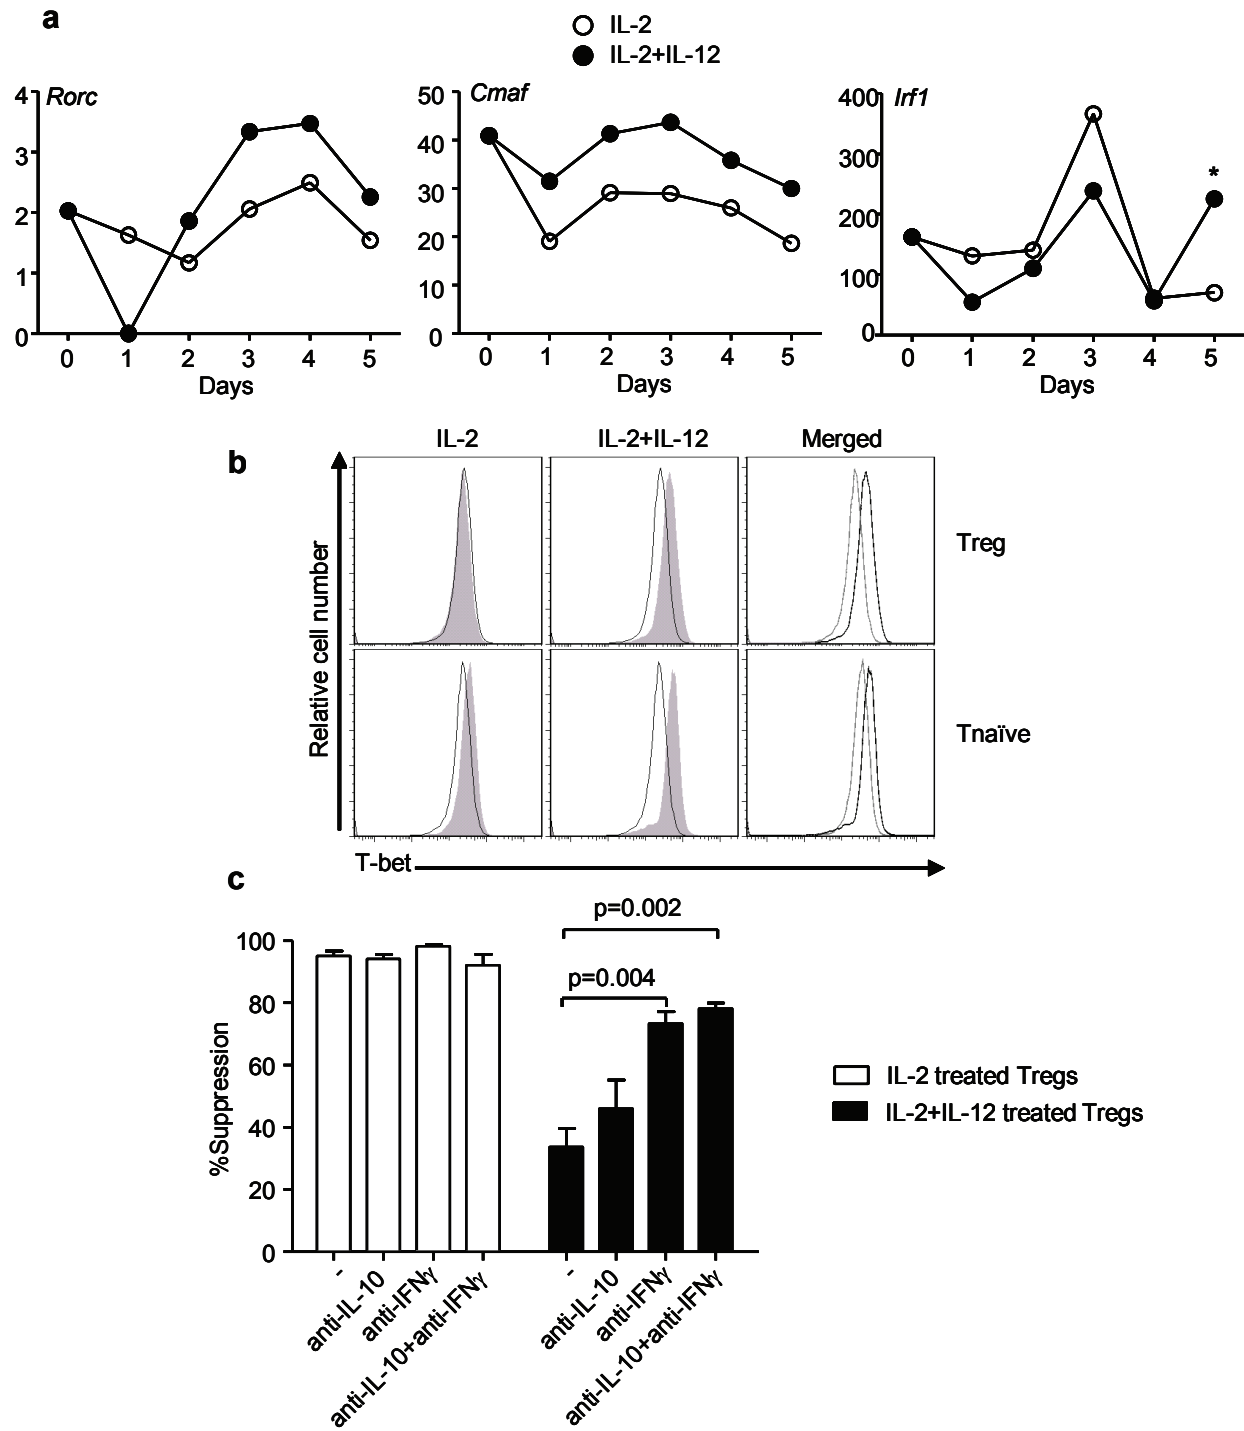 a
IL-2
IL-2+IL-12
Rorc
4
3
2
1
0
0 1 2 3 4 5
Days
Cmaf
50
40
30
20
10
0
0 1 2 3 4 5
Days
Irf1
400
300
200
100
0
*
0 1 2 3 4 5
Days
b
IL-2 IL-2+IL-12 Merged
Relative cell number
Treg
Tnaïve
T-bet
c
p=0.002
p=0.004
%Suppression
100
80
60
40
20
0
-
anti-IL-10
anti-IFNγ
anti-IL-10+anti-IFNγ
-
anti-IL-10
anti-IFNγ
anti-IL-10+anti-IFNγ
IL-2 treated Tregs
IL-2+IL-12 treated Tregs